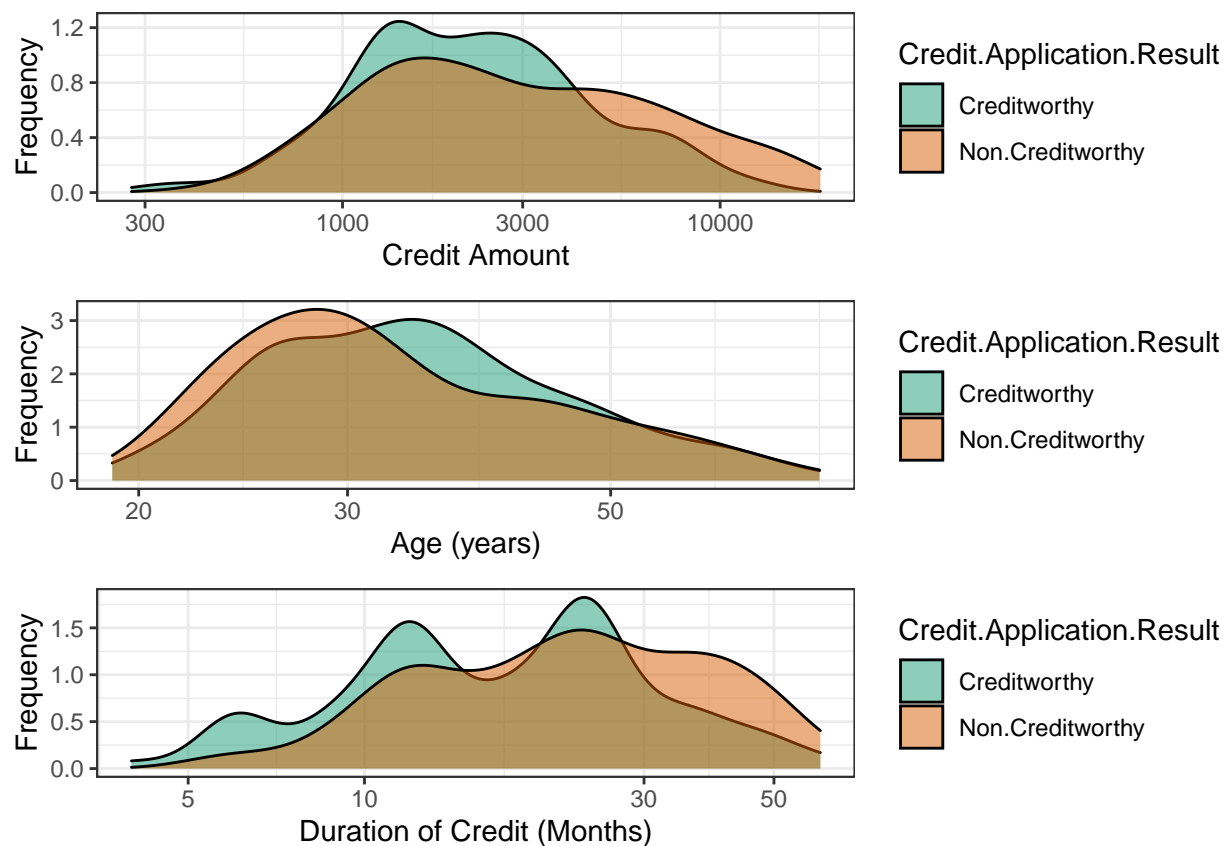 1.2
0.8
0.4
0.0
Frequency
300
1000
3000
10000
Credit Amount
Credit.Application.Result
Creditworthy
Non.Creditworthy
3
2
1
0
Frequency
20
30
50
Age (years)
Credit.Application.Result
Creditworthy
Non.Creditworthy
1.5
1.0
0.5
0.0
Frequency
5
10
30
50
Duration of Credit (Months)
Credit.Application.Result
Creditworthy
Non.Creditworthy